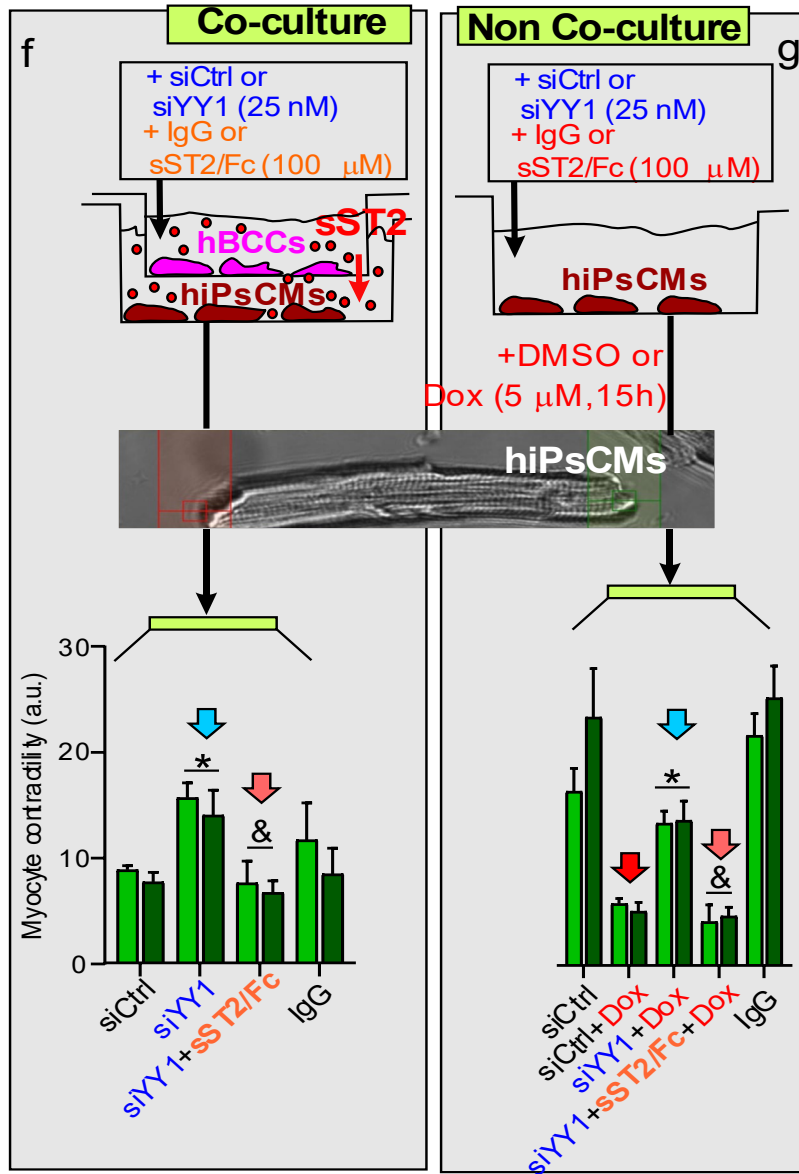 f
Co-culture
+ siCtrl or
siYY1 (25 nM)
+ IgG or
sST2/Fc (100 μM)
sST2
hBCCs
hiPsCMs
Non Co-culture
g
+ siCtrl or
siYY1 (25 nM)
+ IgG or
sST2/Fc (100 μM)
hiPsCMs
+DMSO or
Dox (5 μM,15h)
hiPsCMs
Myocyte contradility (a.u.)
30
20
10
0
*
&
siCtrl
siYY1
siYY1+sST2/Fc
IgG
*
&
siCtrl
siCtrl+Dox
siYY1+Dox
siYY1+sST2/Fc+Dox
IgG